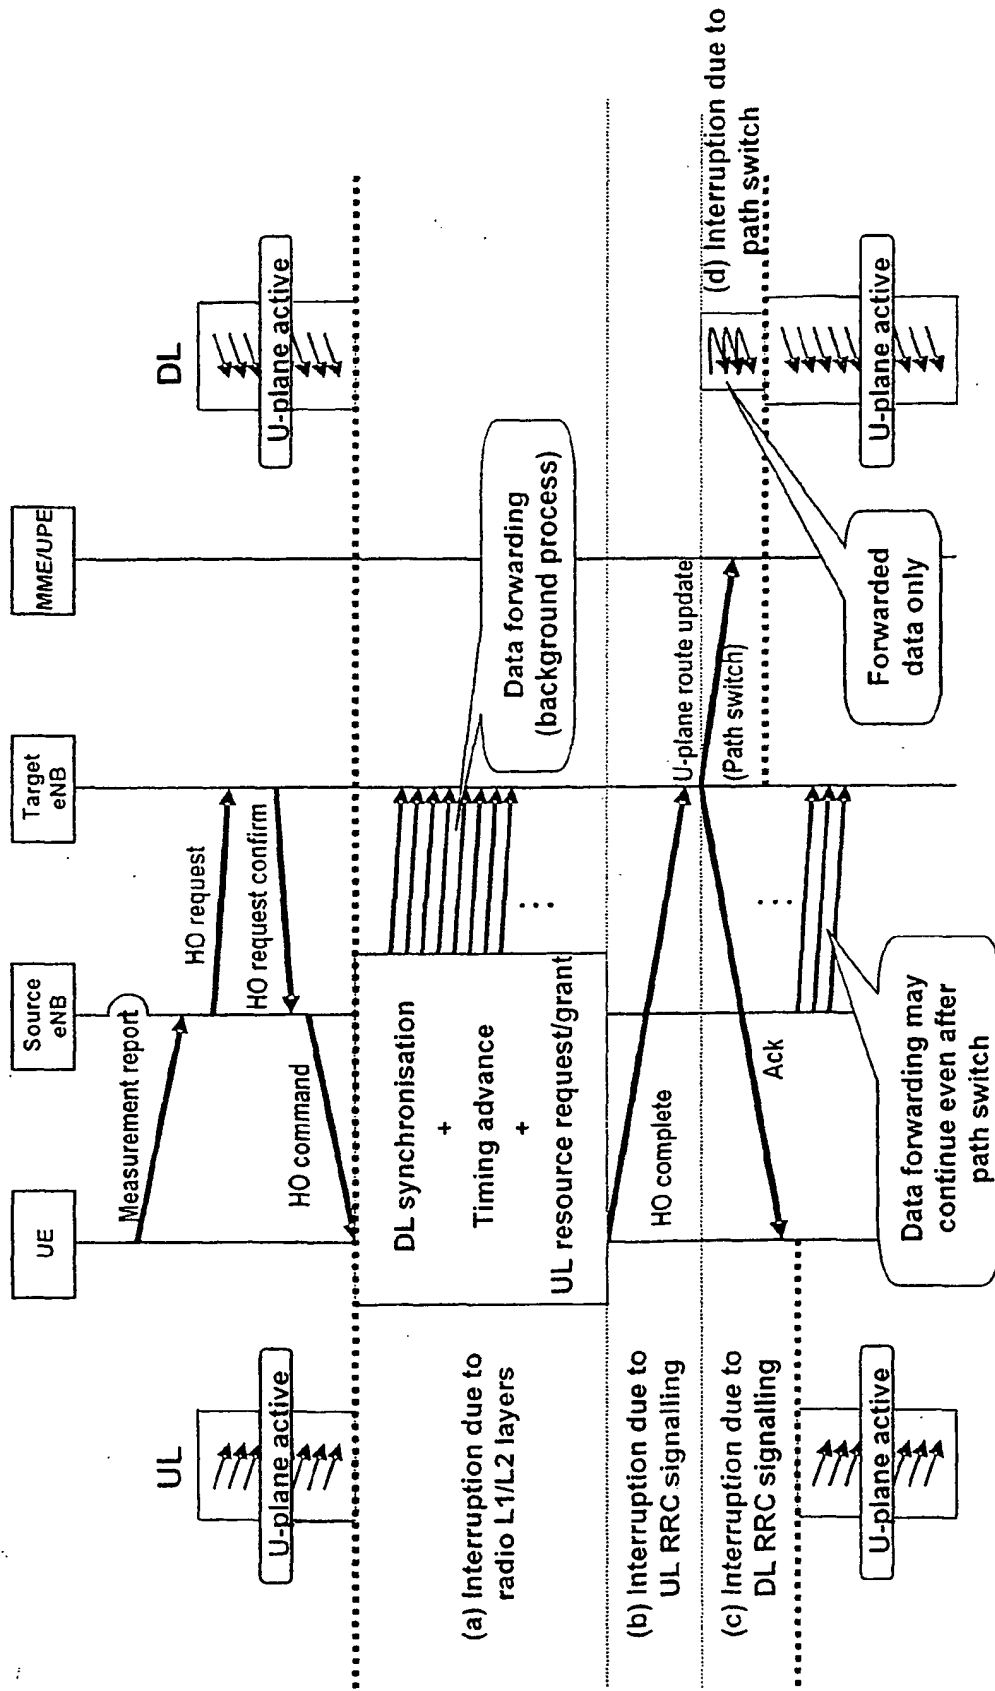 UE
Source
eNB
Target
eNB
MME/UPE
UL
DL
U-plane active
U-plane active
Measurement report
HO request
HO request confirm
HO command
(a) Interruption due to
radio L1/L2 layers
DL synchronisation
+
Timing advance
+
UL resource request/grant
Data forwarding
(background process)
(b) Interruption due to
UL RRC signalling
HO complete
U-plane route update
(Path switch)
(c) Interruption due to
DL RRC signalling
Ack
(d) Interruption due to
path switch
Forwarded
data only
Data forwarding may
continue even after
path switch
U-plane active
U-plane active